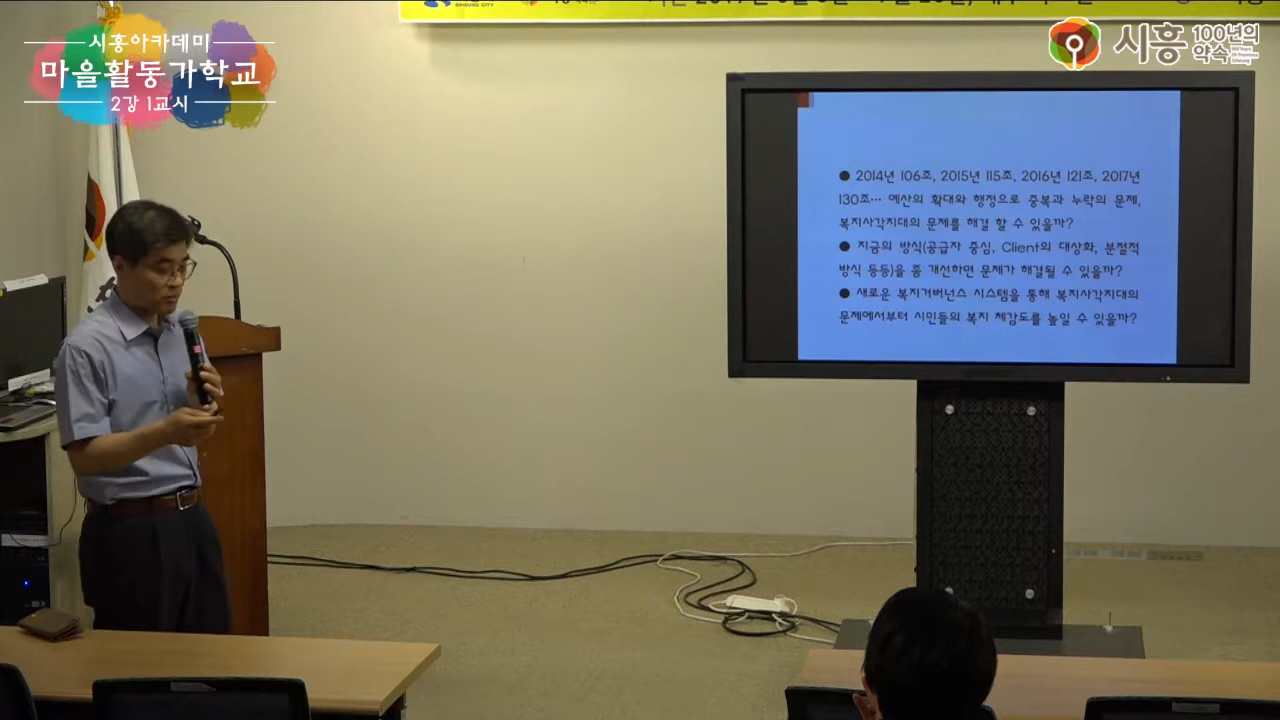 시흥아카데미
마을활동가학교
2강 1교시
시흥 100년의 약속
● 2014년 106조, 2015년 115조, 2016년 121조, 2017년
130조... 예산의 확대와 행정으로 중복과 누락의 문제,
복지사각지대의 문제를 해결 할 수 있을까?
● 지금의 방식(공급자 중심, Client의 대상화, 분절적
방식 등등)을 좀 개선하면 문제가 해결될 수 있을까?
● 새로운 복지거버넌스 시스템을 통해 복지사각지대의
문제에서부터 시민들의 복지 체감도를 높일 수 있을까?